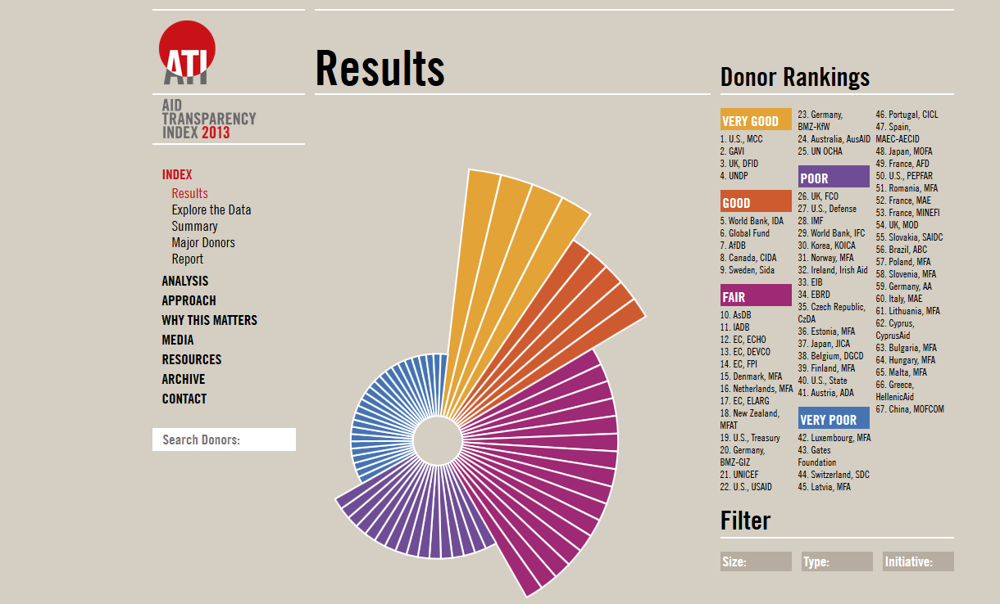 ATI
AID
TRANSPARENCY
INDEX 2013
INDEX
Results
Explore the Data
Summary
Major Donors
Report
ANALYSIS
APPROACH
WHY THIS MATTERS
MEDIA
RESOURCES
ARCHIVE
CONTACT
Search Donors:
Results
Donor Rankings
VERY GOOD
1. U.S., MCC
2. GAVI
3. UK, DFID
4. UNDP
GOOD
5. World Bank, IDA
6. Global Fund
7. AfDB
8. Canada, CIDA
9. Sweden, Sida
FAIR
10. AsDB
11. IADB
12. EC, ECHO
13. EC, DEVCO
14. EC, FPI
15. Denmark, MFA
16. Netherlands, MFA
17. EC, ELARG
18. New Zealand,
MFAT
19. U.S., Treasury
20. Germany,
BMZ-GIZ
21. UNICEF
22. U.S., USAID
23. Germany,
BMZ-KfW
24. Australia, AusAID
25. UN OCHA
POOR
26. UK, FCO
27. U.S., Defense
28. IMF
29. World Bank, IFC
30. Korea, KOICA
31. Norway, MFA
32. Ireland, Irish Aid
33. EIB
34. EBRD
35. Czech Republic,
CzDA
36. Estonia, MFA
37. Japan, JICA
38. Belgium, DGCD
39. Finland, MFA
40. U.S., State
41. Austria, ADA
VERY POOR
42. Luxembourg, MFA
43. Gates
Foundation
44. Switzerland, SDC
45. Latvia, MFA
46. Portugal, CICL
47. Spain,
MAEC-AECID
48. Japan, MOFA
49. France, AFD
50. U.S., PEPFAR
51. Romania, MFA
52. France, MAE
53. France, MINEFI
54. UK, MOD
55. Slovakia, SAIDC
56. Brazil, ABC
57. Poland, MFA
58. Slovenia, MFA
59. Germany, AA
60. Italy, MAE
61. Lithuania, MFA
62. Cyprus,
CyprusAid
63. Bulgaria, MFA
64. Hungary, MFA
65. Malta, MFA
66. Greece,
HellenicAid
67. China, MOFCOM
Filter
Size:
Type:
Initiative: